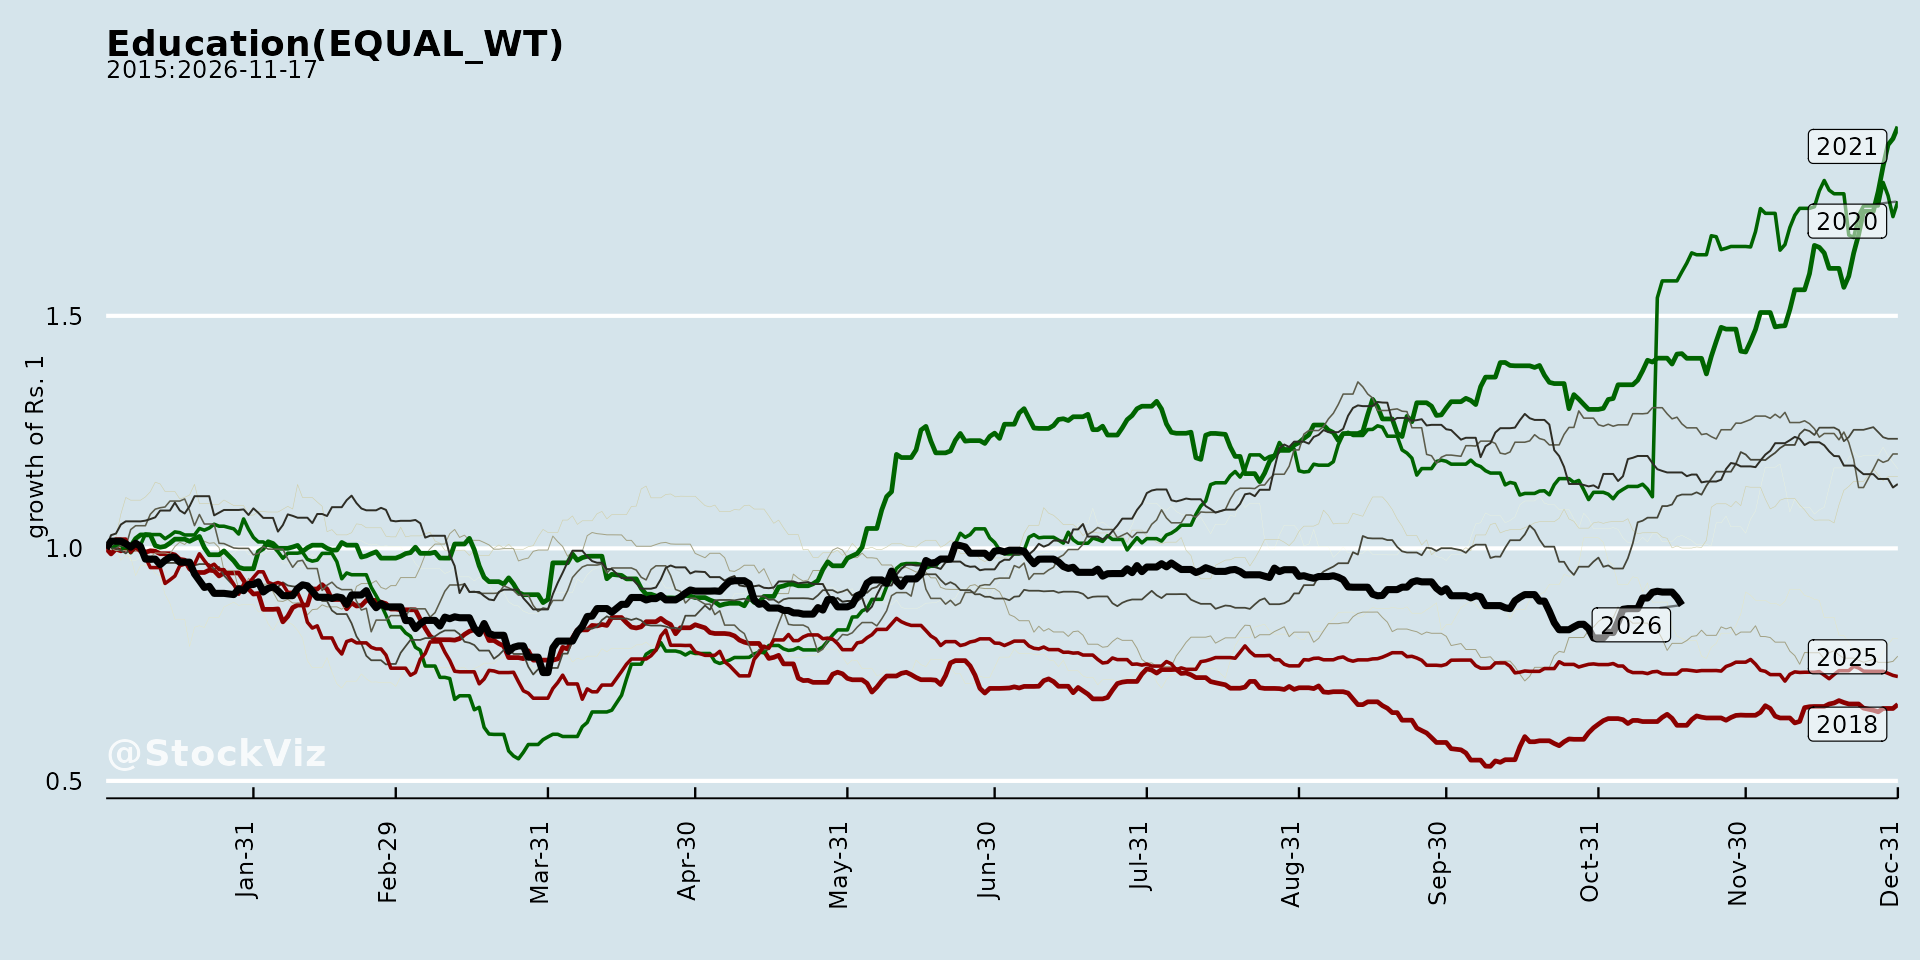 Education(EQUAL_WT)
2015:2026-11-17
growth of Rs. 1
1.5
1.0
0.5
2021
2020
2026
2025
2018
@StockViz
Jan-31
Feb-29
Mar-31
Apr-30
May-31
Jun-30
Jul-31
Aug-31
Sep-30
Oct-31
Nov-30
Dec-31